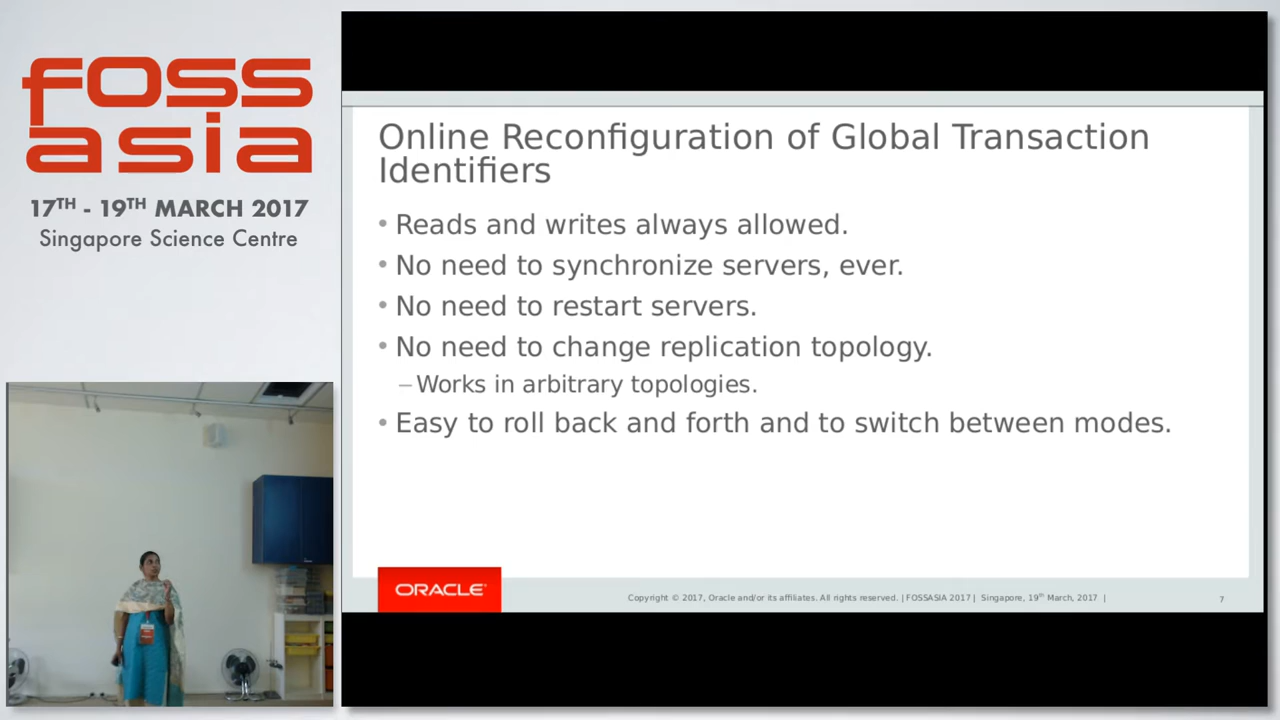 foss
asia
17TH - 19TH MARCH 2017
Singapore Science Centre
Online Reconfiguration of Global Transaction
Identifiers
• Reads and writes always allowed.
• No need to synchronize servers, ever.
• No need to restart servers.
• No need to change replication topology.
– Works in arbitrary topologies.
• Easy to roll back and forth and to switch between modes.
ORACLE
Copyright © 2017, Oracle and/or its affiliates. All rights reserved. | FOSSASIA 2017 | Singapore, 19th March, 2017 |
7